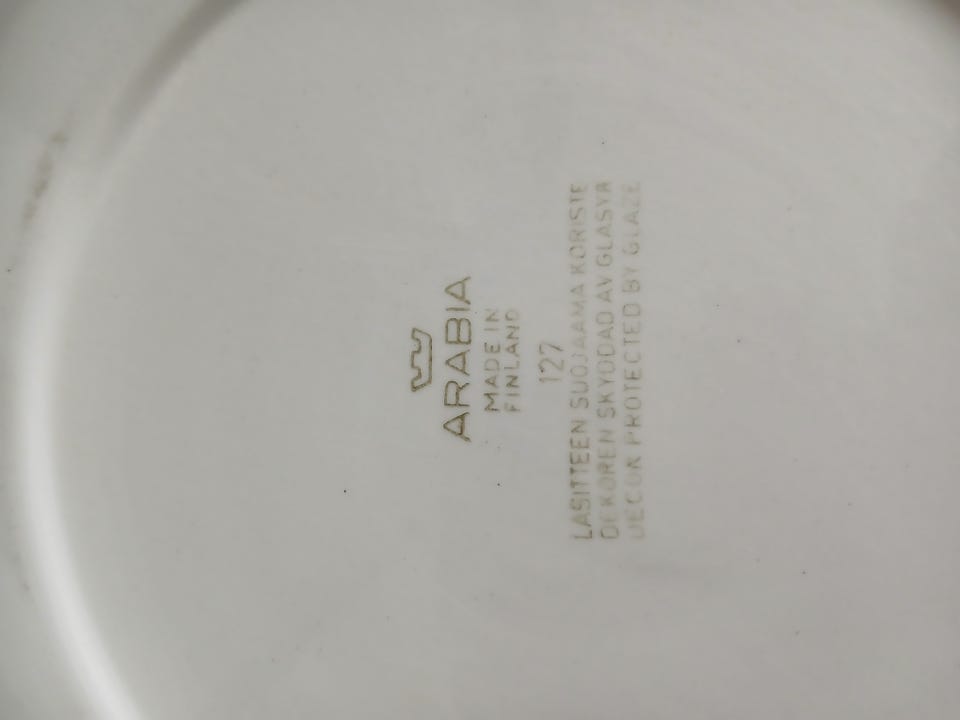 ARABIA
MADE IN
FINLAND
127
LASITTEEN SUOJAAMA KORISTE
DEKOREN SKYDDAD AV GLASYR
DECOR PROTECTED BY GLAZE